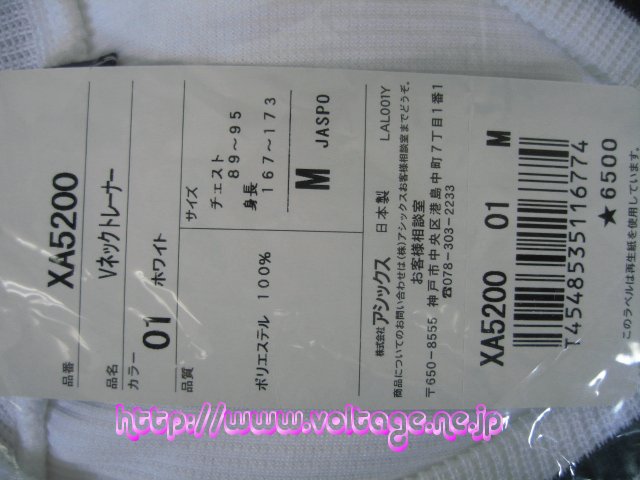 品番 XA5200
品名 Vネックトレーナー
カラー 01 ホワイト
品質 ポリエステル 100%
サイズ
チェスト
89~95
身長
167~173
M JASPO
株式会社 アシックス 日本製 LAL001Y
商品についてのお問い合わせは(株)アシックスお客様相談室までどうぞ。
お客様相談室
〒650-8555 神戸市中央区港島中町7丁目1番1
☎078-303-2233
XA5200 01 M
T4548535116774
★6500
このラベルは再生紙を使用しています。
http://www.voltage.ne.jp